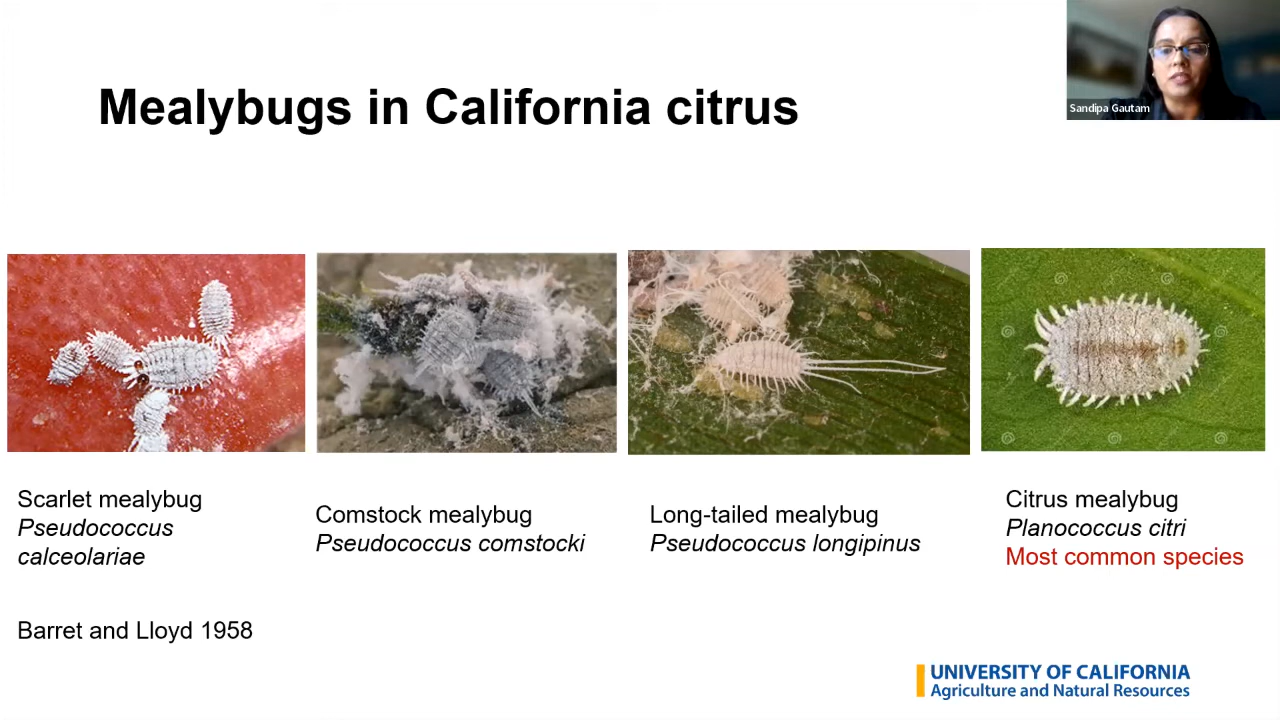 Mealybugs in California citrus
Sandipa Gautam
Scarlet mealybug
Pseudococcus
calceolariae
Comstock mealybug
Pseudococcus comstocki
Long-tailed mealybug
Pseudococcus longipinus
Citrus mealybug
Planococcus citri
Most common species
Barret and Lloyd 1958
UNIVERSITY OF CALIFORNIA
Agriculture and Natural Resources